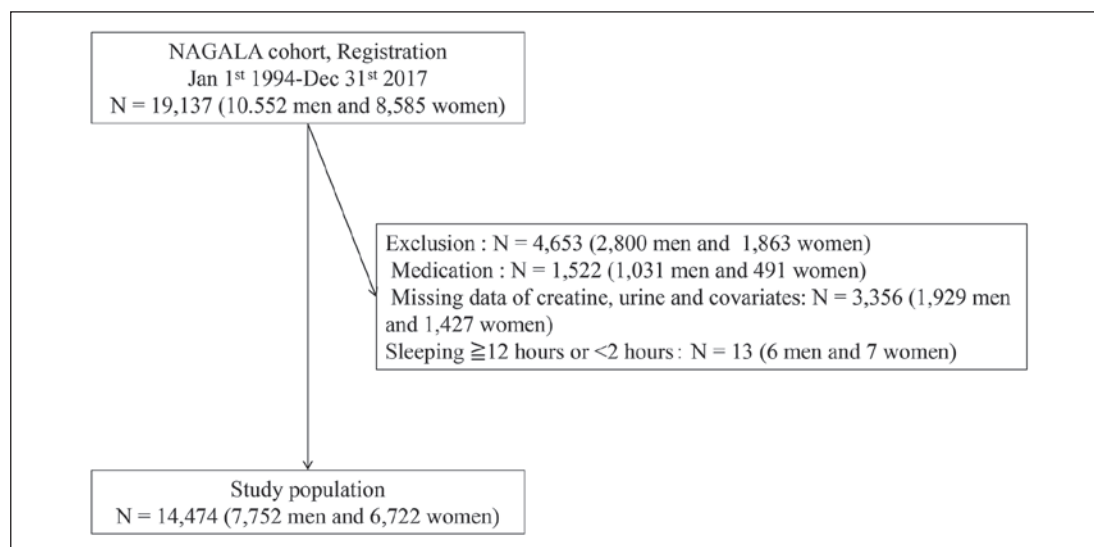 NAGALA cohort, Registration
Jan 1st 1994-Dec 31st 2017
N = 19,137 (10.552 men and 8,585 women)
Exclusion : N = 4,653 (2,800 men and 1,863 women)
Medication : N = 1,522 (1,031 men and 491 women)
Missing data of creatine, urine and covariates: N = 3,356 (1,929 men
and 1,427 women)
Sleeping ≧12 hours or <2 hours : N = 13 (6 men and 7 women)
Study population
N = 14,474 (7,752 men and 6,722 women)